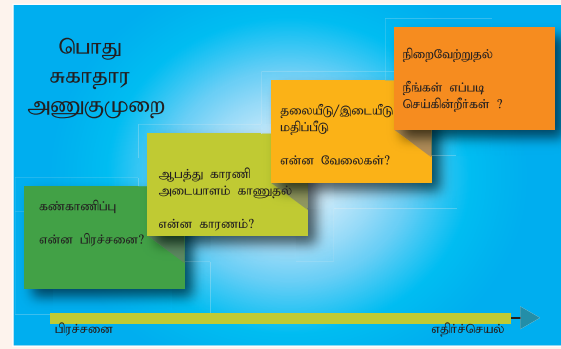 பொது
சுகாதார
அணுகுமுறை
கண்காணிப்பு
என்ன பிரச்சனை?
ஆபத்து காரணி
அடையாளம் காணுதல்
என்ன காரணம்?
தலையீடு/இடையீடு
மதிப்பீடு
என்ன வேலைகள்?
நிறைவேற்றுதல்
நீங்கள் எப்படி
செய்கின்றீர்கள் ?
பிரச்சனை
எதிர்ச்செயல்